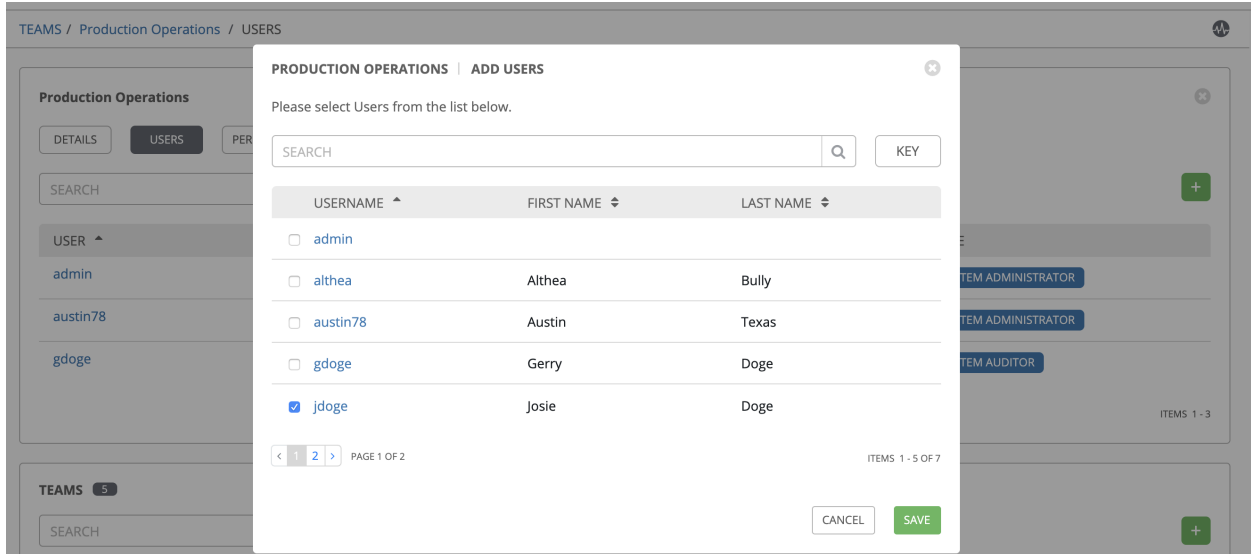 TEAMS / Production Operations / USERS
PRODUCTION OPERATIONS | ADD USERS
Please select Users from the list below.
SEARCH KEY
USERNAME FIRST NAME LAST NAME
admin
althea Althea Bully
austin78 Austin Texas
gdoge Gerry Doge
jdoge Josie Doge
< 1 2 > PAGE 1 OF 2 ITEMS 1 - 5 OF 7
CANCEL SAVE
Production Operations
DETAILS USERS PER
SEARCH +
USER E
admin TEM ADMINISTRATOR
austin78 TEM ADMINISTRATOR
gdoge TEM AUDITOR
ITEMS 1 - 3
TEAMS 5
SEARCH +